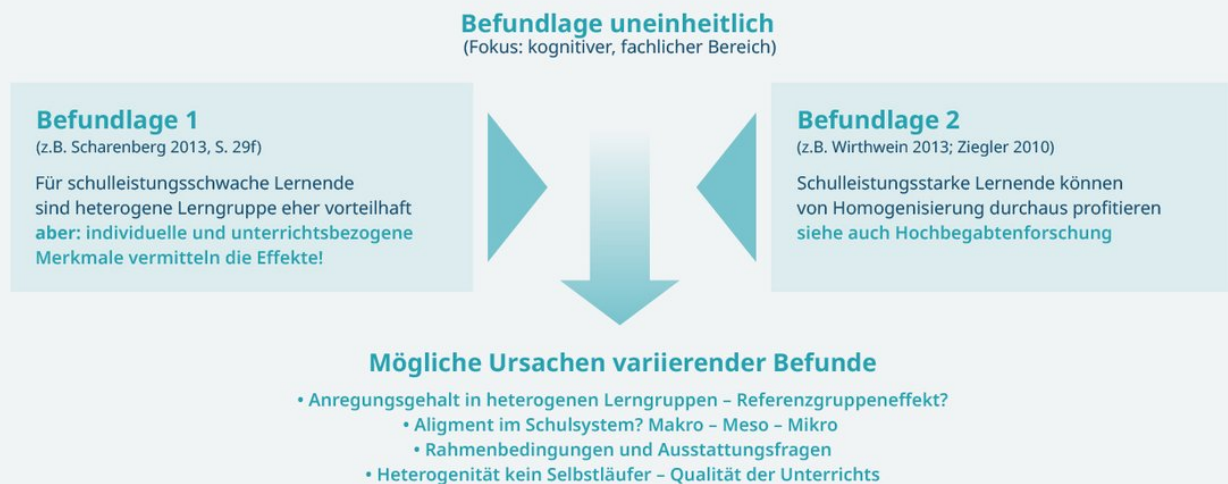 Befundlage uneinheitlich
(Fokus: kognitiver, fachlicher Bereich)
Befundlage 1
(z.B. Scharenberg 2013, S. 29f)
Für schulleistungsschwache Lernende
sind heterogene Lerngruppe eher vorteilhaft
aber: individuelle und unterrichtsbezogene
Merkmale vermitteln die Effekte!
Befundlage 2
(z.B. Wirthwein 2013; Ziegler 2010)
Schulleistungsstarke Lernende können
von Homogenisierung durchaus profitieren
siehe auch Hochbegabtenforschung
Mögliche Ursachen variierender Befunde
• Anregungsgehalt in heterogenen Lerngruppen – Referenzgruppeneffekt?
• Aligment im Schulsystem? Makro – Meso – Mikro
• Rahmenbedingungen und Ausstattungsfragen
• Heterogenität kein Selbstläufer – Qualität der Unterrichts